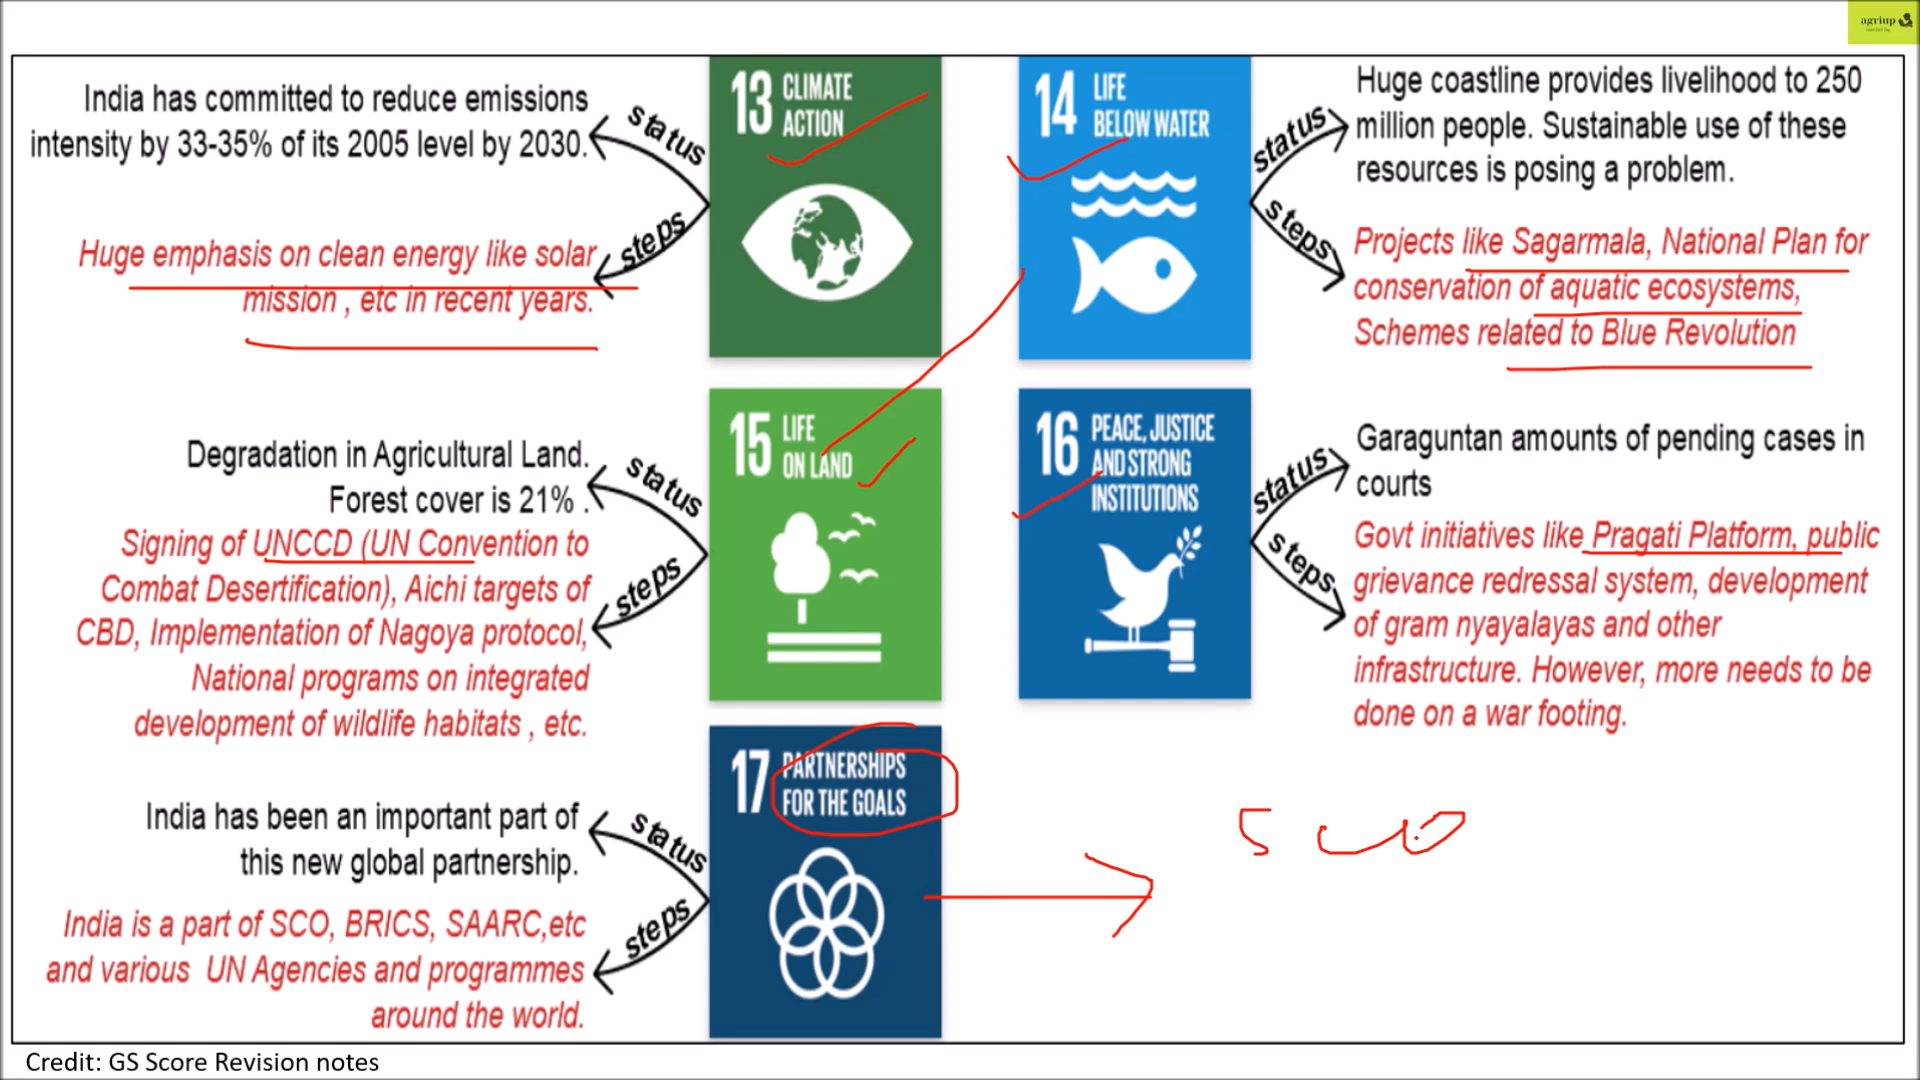 agriup
India has committed to reduce emissions
intensity by 33-35% of its 2005 level by 2030.
status
steps
Huge emphasis on clean energy like solar
mission , etc in recent years.
13 CLIMATE
ACTION
14 LIFE
BELOW WATER
status
steps
Huge coastline provides livelihood to 250
million people. Sustainable use of these
resources is posing a problem.
Projects like Sagarmala, National Plan for
conservation of aquatic ecosystems,
Schemes related to Blue Revolution
Degradation in Agricultural Land.
Forest cover is 21% .
status
steps
Signing of UNCCD (UN Convention to
Combat Desertification), Aichi targets of
CBD, Implementation of Nagoya protocol,
National programs on integrated
development of wildlife habitats , etc.
15 LIFE
ON LAND
16 PEACE, JUSTICE
AND STRONG
INSTITUTIONS
status
steps
Garaguntan amounts of pending cases in
courts
Govt initiatives like Pragati Platform, public
grievance redressal system, development
of gram nyayalayas and other
infrastructure. However, more needs to be
done on a war footing.
India has been an important part of
this new global partnership.
status
steps
India is a part of SCO, BRICS, SAARC,etc
and various UN Agencies and programmes
around the world.
17 PARTNERSHIPS
FOR THE GOALS
SCO
Credit: GS Score Revision notes